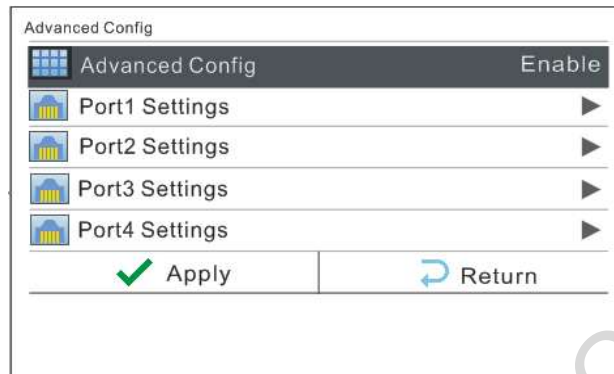 Advanced Config
Advanced Config Enable
Port1 Settings
Port2 Settings
Port3 Settings
Port4 Settings
Apply Return